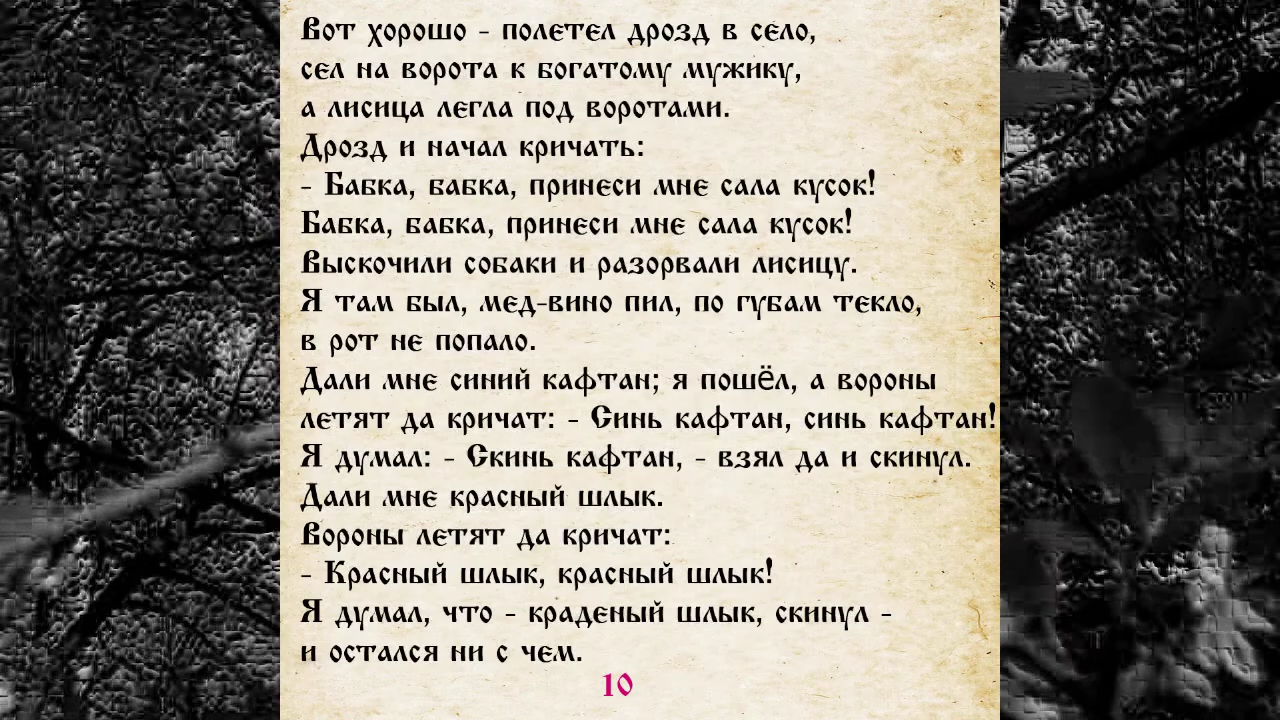 Вот хорошо - полетел дрозд в село,
сел на ворота к богатому мужику,
а лисица легла под воротами.
Дрозд и начал кричать:
- Бабка, бабка, принеси мне сала кусок!
Бабка, бабка, принеси мне сала кусок!
Выскочили собаки и разорвали лисицу.
Я там был, мед-вино пил, по губам текло,
в рот не попало.
Дали мне синий кафтан; я пошёл, а вороны
летят да кричат: - Синь кафтан, синь кафтан!
Я думал: - Скинь кафтан, - взял да и скинул.
Дали мне красный шлык.
Вороны летят да кричат:
- Красный шлык, красный шлык!
Я думал, что - краденый шлык, скинул -
и остался ни с чем.
10